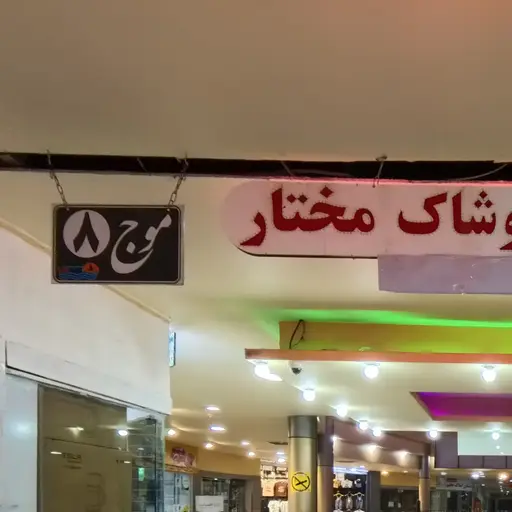 وشاک مختار
موج ۸